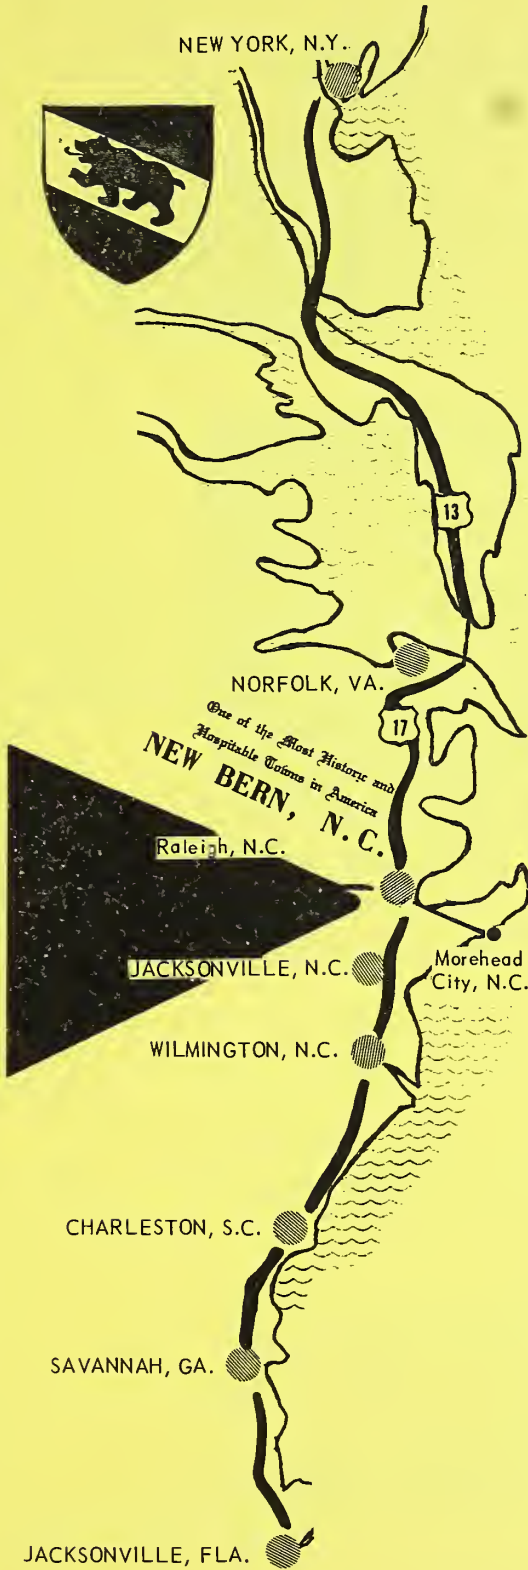 NEW YORK, N.Y.
13
NORFOLK, VA.
17
One of the Most Historic and
Hospitable Towns in America
NEW BERN, N. C.
Raleigh, N.C.
JACKSONVILLE, N.C.
Morehead
City, N.C.
WILMINGTON, N.C.
CHARLESTON, S.C.
SAVANNAH, GA.
JACKSONVILLE, FLA.